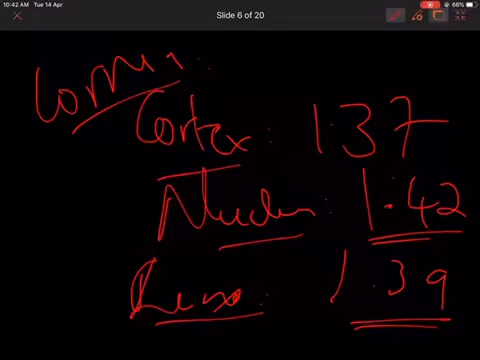 10:42 AM Tue 14 Apr
Slide 6 of 20
66%
Cortex: 1.37
Nucleus: 1.42
Lens: 1.39